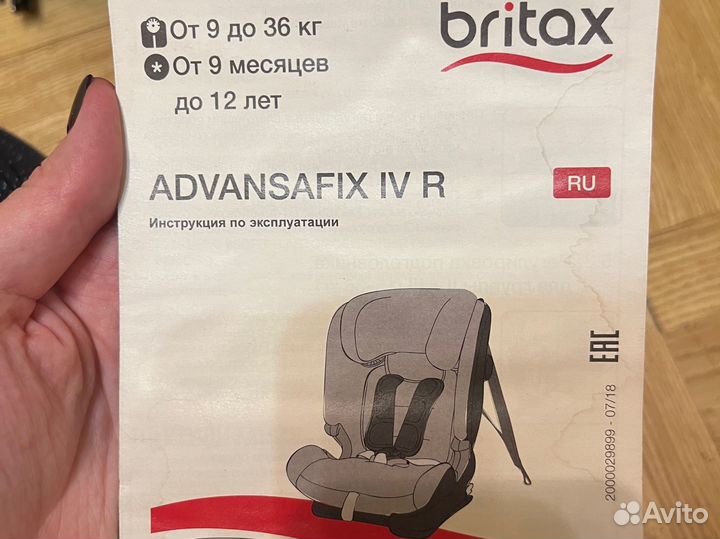 От 9 до 36 кг
britax
От 9 месяцев
до 12 лет
ADVANSAFIX IV R
RU
Инструкция по эксплуатации
EAC
2000029899 - 07/18
Avito